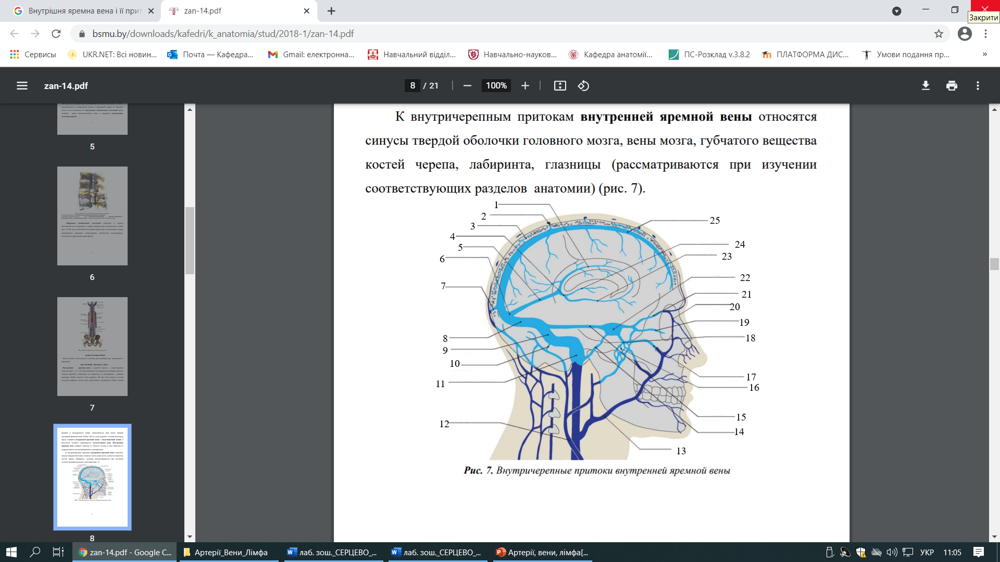 Внутрішня яремна вена і її прит
zan-14.pdf
Закрити
bsmu.by/downloads/kafedri/k_anatomia/stud/2018-1/zan-14.pdf
Сервисы
UKR.NET: Всі новин...
Почта — Кафедра...
Gmail: електронна...
Навчальний відділ...
Навчально-науков...
Кафедра анатомії...
ПС-Розклад v.3.8.2
ПЛАТФОРМА ДИС...
Умови подання пр...
»
zan-14.pdf
8 / 21
100%
5
6
7
8
К внутричерепным притокам внутренней яремной вены относятся
синусы твердой оболочки головного мозга, вены мозга, губчатого вещества
костей черепа, лабиринта, глазницы (рассматриваются при изучении
соответствующих разделов анатомии) (рис. 7).
1
2
3
4
5
6
7
8
9
10
11
12
25
24
23
22
21
20
19
18
17
16
15
14
13
Рис. 7. Внутричерепные притоки внутренней яремной вены
zan-14.pdf - Google C...
Артерії_Вени_Лімфа
лаб. зош._СЕРЦЕВО_...
лаб. зош._СЕРЦЕВО_...
Артерії, вени, лімфа[...
УКР
11:05